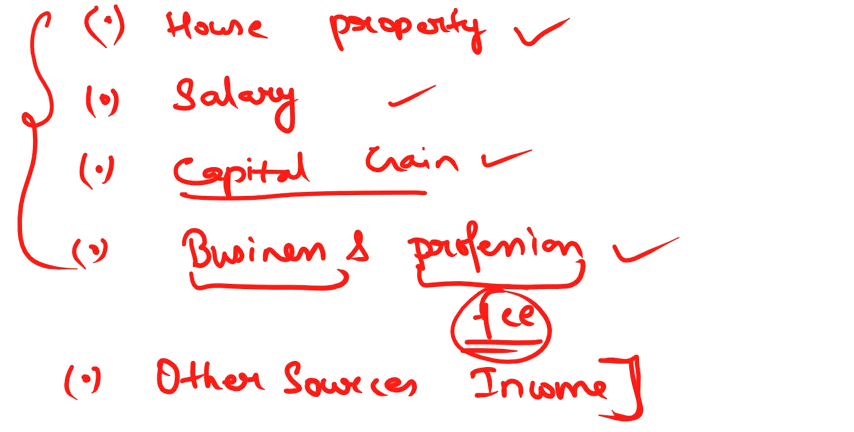 (•) House property ✓
(•) Salary ✓
(•) Capital Gain ✓
(•) Business & profession ✓
fee
(•) Other Sources Income]